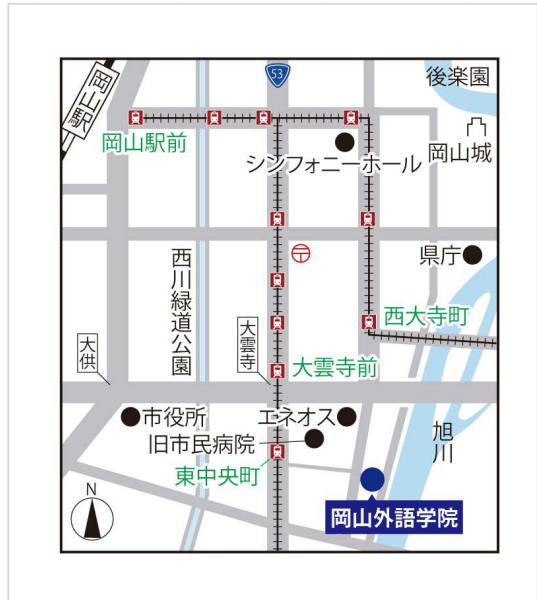 53
後楽園
岡山駅
岡山駅前
シンフォニーホール
岡山城
県庁
西川緑道公園
大雲寺
西大寺町
大供
大雲寺前
市役所
エネオス
旧市民病院
旭川
東中央町
N
岡山外語学院